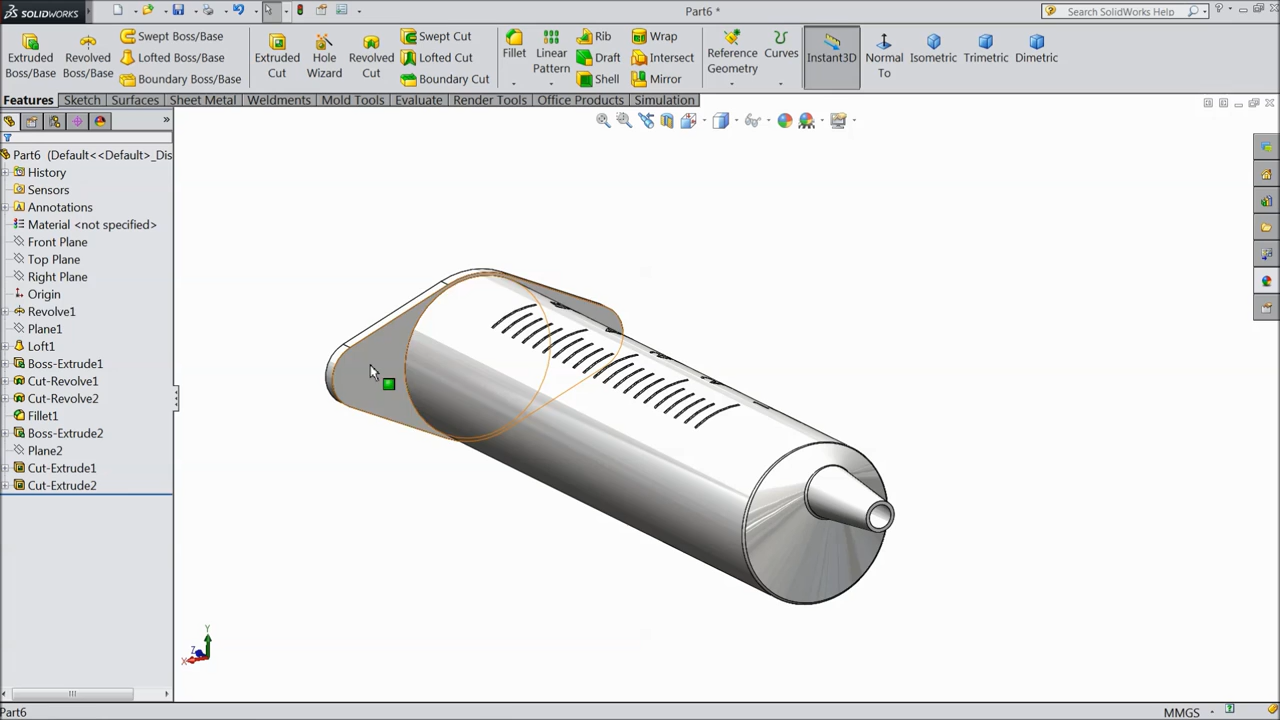 SOLIDWORKS
Part6 *
Search SolidWorks Help
Extruded Boss/Base
Revolved Boss/Base
Swept Boss/Base
Lofted Boss/Base
Boundary Boss/Base
Extruded Cut
Hole Wizard
Revolved Cut
Swept Cut
Lofted Cut
Boundary Cut
Fillet
Linear Pattern
Rib
Draft
Shell
Wrap
Intersect
Mirror
Reference Geometry
Curves
Instant3D
Normal To
Isometric
Trimetric
Dimetric
Features
Sketch
Surfaces
Sheet Metal
Weldments
Mold Tools
Evaluate
Render Tools
Office Products
Simulation
Part6 (Default<<Default>_Dis
History
Sensors
Annotations
Material <not specified>
Front Plane
Top Plane
Right Plane
Origin
Revolve1
Plane1
Loft1
Boss-Extrude1
Cut-Revolve1
Cut-Revolve2
Fillet1
Boss-Extrude2
Plane2
Cut-Extrude1
Cut-Extrude2
Y
Z
X
Part6
MMGS